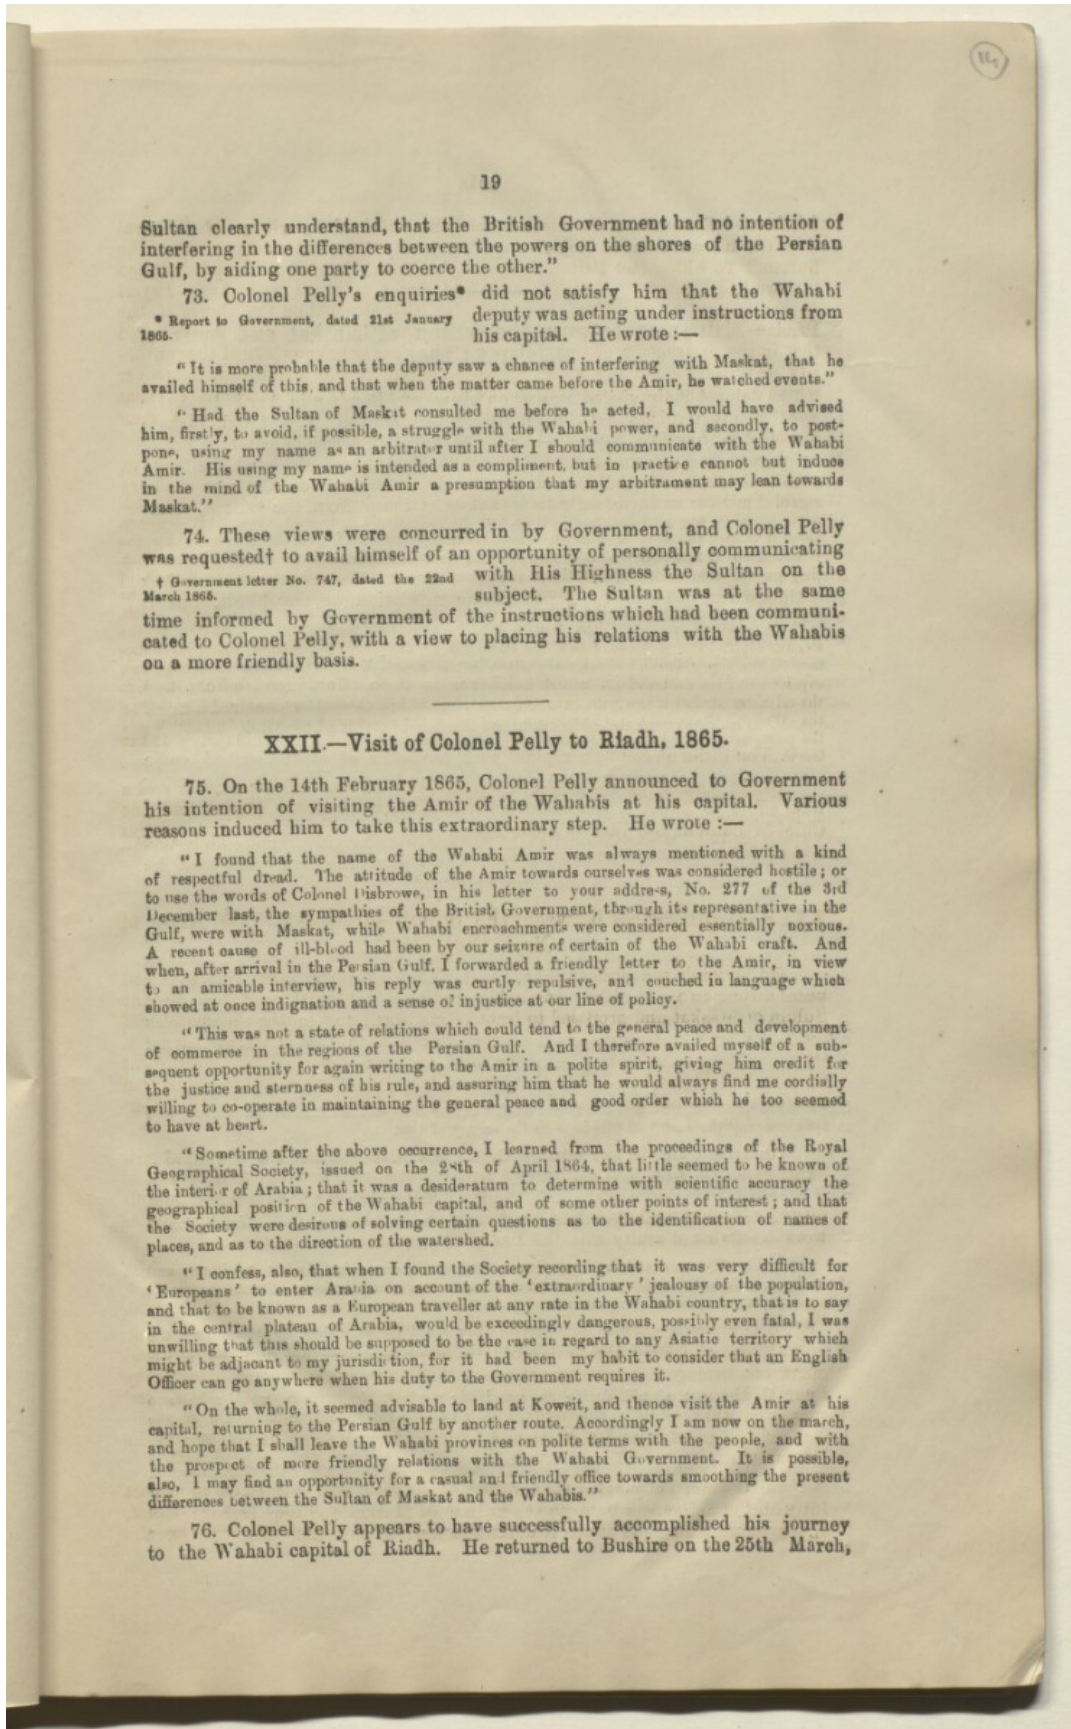 19
Sultan clearly understand, that the British Government had no intention of
interfering in the differences between the powers on the shores of the Persian
Gulf, by aiding one party to coerce the other."
73. Colonel Pelly's enquiries* did not satisfy him that the Wahabi
deputy was acting under instructions from
his capital. He wrote :—
* Report to Government, dated 21st January
1865.
"It is more probable that the deputy saw a chance of interfering with Maskat, that he
availed himself of this, and that when the matter came before the Amir, he watched events."
"Had the Sultan of Maskat consulted me before he acted, I would have advised
him, firstly, to avoid, if possible, a struggle with the Wahabi power, and secondly, to post-
pone, using my name as an arbitrator until after I should communicate with the Wahabi
Amir. His using my name is intended as a compliment, but in practice cannot but induce
in the mind of the Wahabi Amir a presumption that my arbitrament may lean towards
Maskat."
74. These views were concurred in by Government, and Colonel Pelly
was requested† to avail himself of an opportunity of personally communicating
with His Highness the Sultan on the
subject. The Sultan was at the same
† Government letter No. 747, dated the 22nd
March 1865.
time informed by Government of the instructions which had been communi-
cated to Colonel Pelly, with a view to placing his relations with the Wahabis
on a more friendly basis.
XXII.—Visit of Colonel Pelly to Riadh, 1865.
75. On the 14th February 1865, Colonel Pelly announced to Government
his intention of visiting the Amir of the Wahabis at his capital. Various
reasons induced him to take this extraordinary step. He wrote :—
"I found that the name of the Wahabi Amir was always mentioned with a kind
of respectful dread. The attitude of the Amir towards ourselves was considered hostile; or
to use the words of Colonel Disbrowe, in his letter to your address, No. 277 of the 3rd
December last, the sympathies of the British Government, through its representative in the
Gulf, were with Maskat, while Wahabi encroachments were considered essentially noxious.
A recent cause of ill-blood had been by our seizure of certain of the Wahabi craft. And
when, after arrival in the Persian Gulf, I forwarded a friendly letter to the Amir, in view
to an amicable interview, his reply was curtly repulsive, and couched in language which
showed at once indignation and a sense of injustice at our line of policy.
"This was not a state of relations which could tend to the general peace and development
of commerce in the regions of the Persian Gulf. And I therefore availed myself of a sub-
sequent opportunity for again writing to the Amir in a polite spirit, giving him credit for
the justice and sternness of his rule, and assuring him that he would always find me cordially
willing to co-operate in maintaining the general peace and good order which he too seemed
to have at heart.
"Sometime after the above occurrence, I learned from the proceedings of the Royal
Geographical Society, issued on the 28th of April 1864, that little seemed to be known of
the interior of Arabia; that it was a desideratum to determine with scientific accuracy the
geographical position of the Wahabi capital, and of some other points of interest; and that
the Society were desirous of solving certain questions as to the identification of names of
places, and as to the direction of the watershed.
"I confess, also, that when I found the Society recording that it was very difficult for
'Europeans' to enter Arabia on account of the 'extraordinary' jealousy of the population,
and that to be known as a European traveller at any rate in the Wahabi country, that is to say
in the central plateau of Arabia, would be exceedingly dangerous, possibly even fatal, I was
unwilling that this should be supposed to be the case in regard to any Asiatic territory which
might be adjacant to my jurisdiction, for it had been my habit to consider that an English
Officer can go anywhere when his duty to the Government requires it.
"On the whole, it seemed advisable to land at Koweit, and thence visit the Amir at his
capital, returning to the Persian Gulf by another route. Accordingly I am now on the march,
and hope that I shall leave the Wahabi provinces on polite terms with the people, and with
the prospect of more friendly relations with the Wahabi Government. It is possible,
also, I may find an opportunity for a casual and friendly office towards smoothing the present
differences between the Sultan of Maskat and the Wahabis."
76. Colonel Pelly appears to have successfully accomplished his journey
to the Wahabi capital of Riadh. He returned to Bushire on the 25th March,